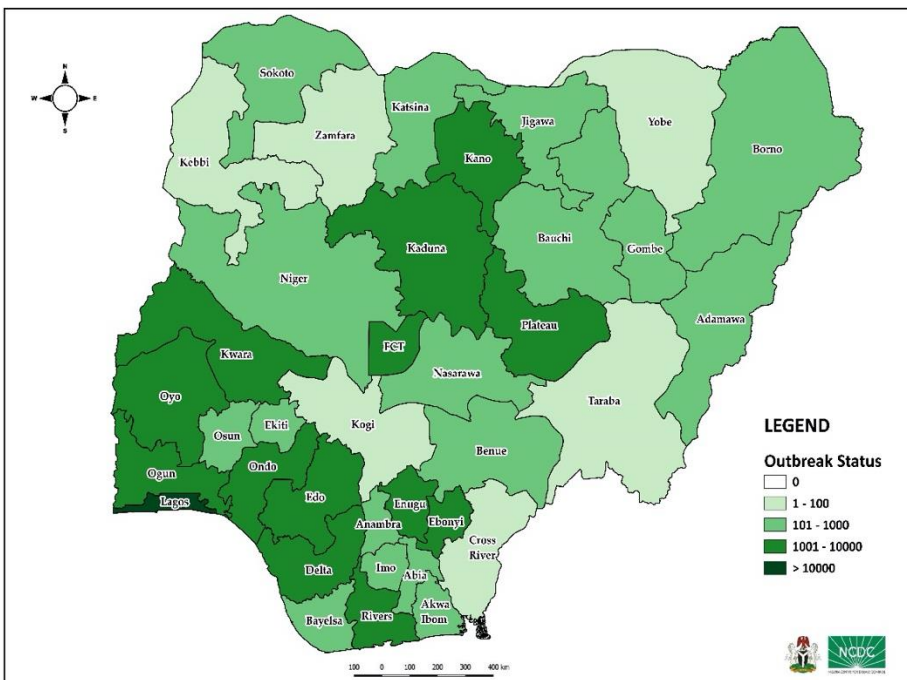 N
W E
S
Sokoto
Katsina
Jigawa
Yobe
Borno
Zamfara
Kebbi
Kano
Bauchi
Gombe
Kaduna
Niger
Adamawa
Plateau
FCT
Kwara
Nasarawa
Oyo
Taraba
Kogi
Osun
Ekiti
Benue
Ogun
Ondo
Edo
Lagos
Enugu
Ebonyi
Anambra
Cross
River
Delta
Imo
Abia
Akwa
Ibom
Bayelsa
Rivers
LEGEND
Outbreak Status
0
1 - 100
101 - 1000
1001 - 10000
> 10000
100 0 100 200 300 400 km
NCDC